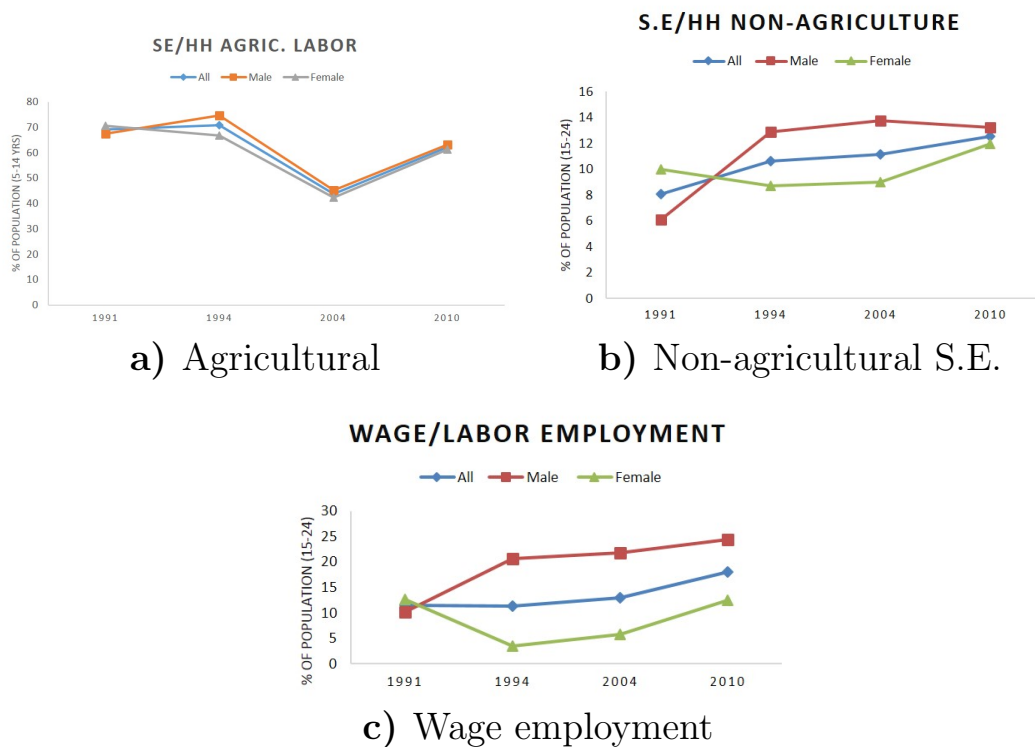 SE/HH AGRIC. LABOR
All Male Female
% OF POPULATION (5-14 YRS)
80
70
60
50
40
30
20
10
0
1991 1994 2004 2010
a) Agricultural
S.E/HH NON-AGRICULTURE
All Male Female
% OF POPULATION (15-24)
16
14
12
10
8
6
4
2
0
1991 1994 2004 2010
b) Non-agricultural S.E.
WAGE/LABOR EMPLOYMENT
All Male Female
% OF POPULATION (15-24)
30
25
20
15
10
5
0
1991 1994 2004 2010
c) Wage employment